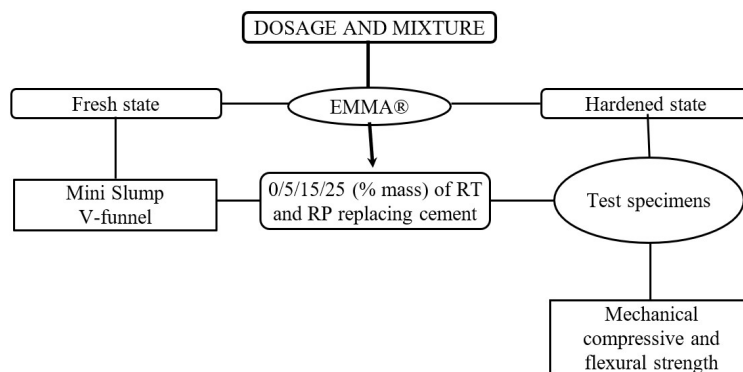 DOSAGE AND MIXTURE
Fresh state
EMMA®
Hardened state
Mini Slump
V-funnel
0/5/15/25 (% mass) of RT
and RP replacing cement
Test specimens
Mechanical
compressive and
flexural strength